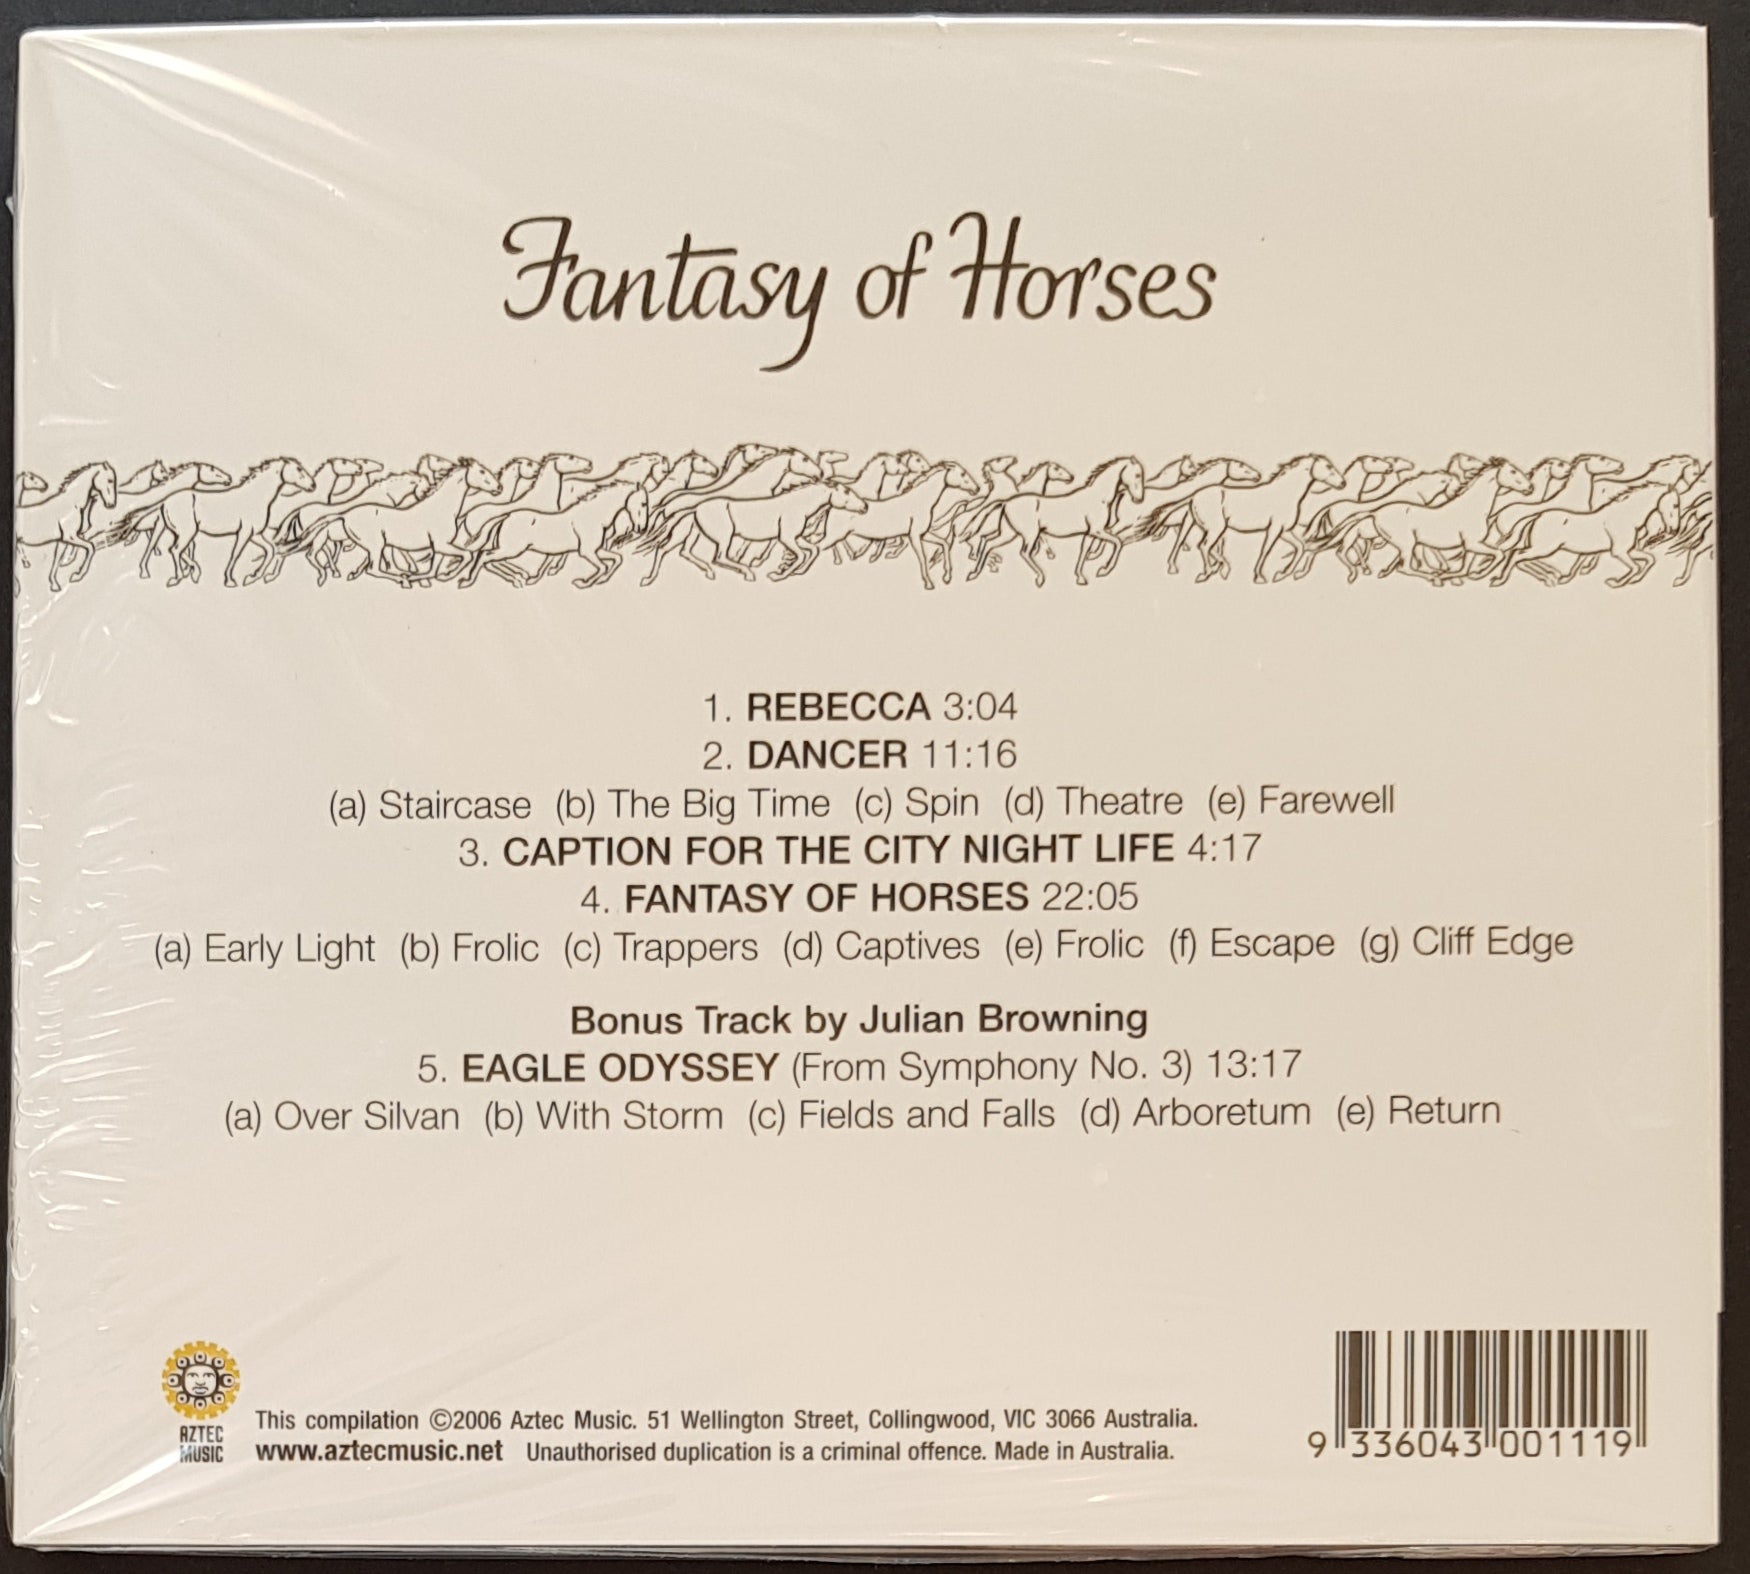 Fantasy of Horses
1. REBECCA 3:04
2. DANCER 11:16
(a) Staircase (b) The Big Time (c) Spin (d) Theatre (e) Farewell
3. CAPTION FOR THE CITY NIGHT LIFE 4:17
4. FANTASY OF HORSES 22:05
(a) Early Light (b) Frolic (c) Trappers (d) Captives (e) Frolic (f) Escape (g) Cliff Edge
Bonus Track by Julian Browning
5. EAGLE ODYSSEY (From Symphony No. 3) 13:17
(a) Over Silvan (b) With Storm (c) Fields and Falls (d) Arboretum (e) Return
AZTEC
MUSIC
This compilation ©2006 Aztec Music. 51 Wellington Street, Collingwood, VIC 3066 Australia.
www.aztecmusic.net Unauthorised duplication is a criminal offence. Made in Australia.
9 336043 001119